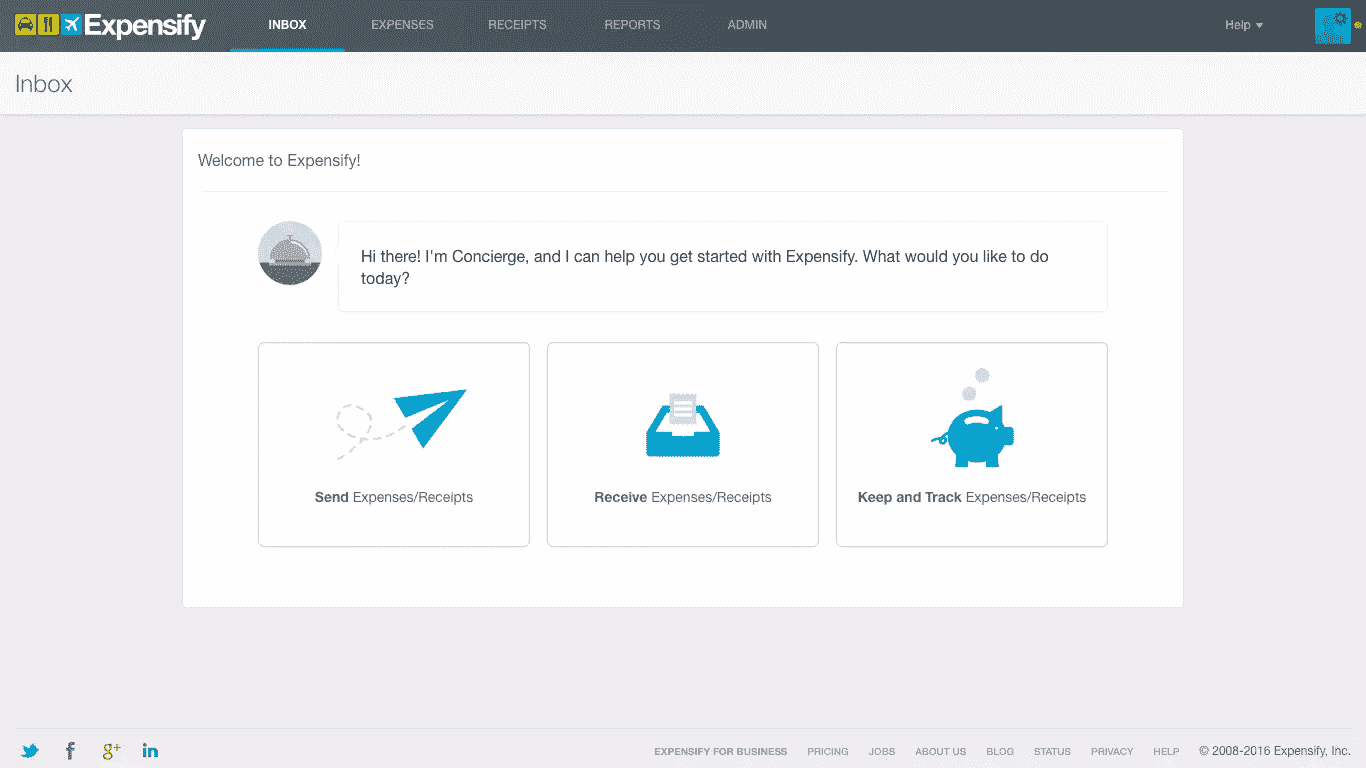 Expensify
INBOX
EXPENSES
RECEIPTS
REPORTS
ADMIN
Help
Inbox
Welcome to Expensify!
Hi there! I'm Concierge, and I can help you get started with Expensify. What would you like to do
today?
Send Expenses/Receipts
Receive Expenses/Receipts
Keep and Track Expenses/Receipts
g+
in
EXPENSIFY FOR BUSINESS
PRICING
JOBS
ABOUT US
BLOG
STATUS
PRIVACY
HELP
© 2008-2016 Expensify, Inc.